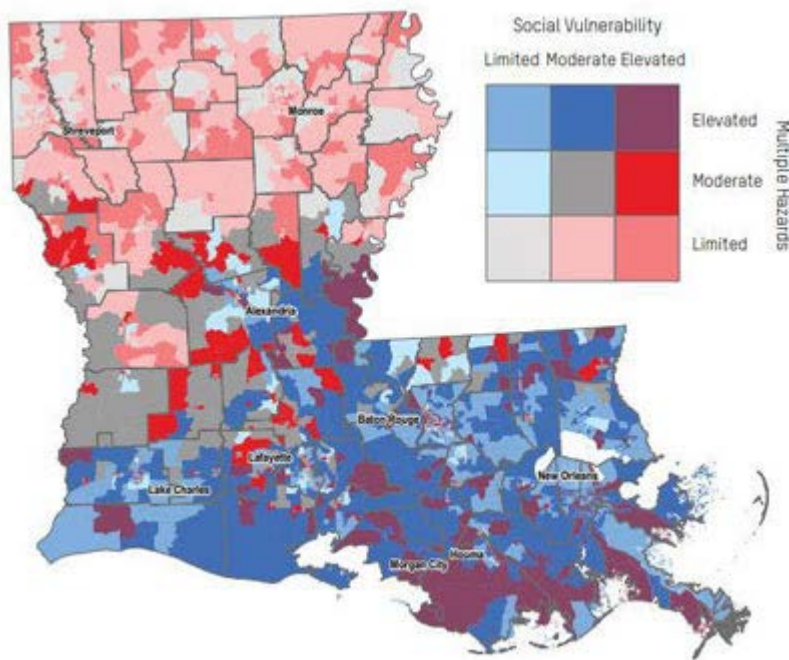 Social Vulnerability
Limited Moderate Elevated
Elevated
Moderate
Limited
Multiple Hazards
Shreveport
Monroe
Alexandria
Baton Rouge
Lafayette
Lake Charles
New Orleans
Houma
Morgan City